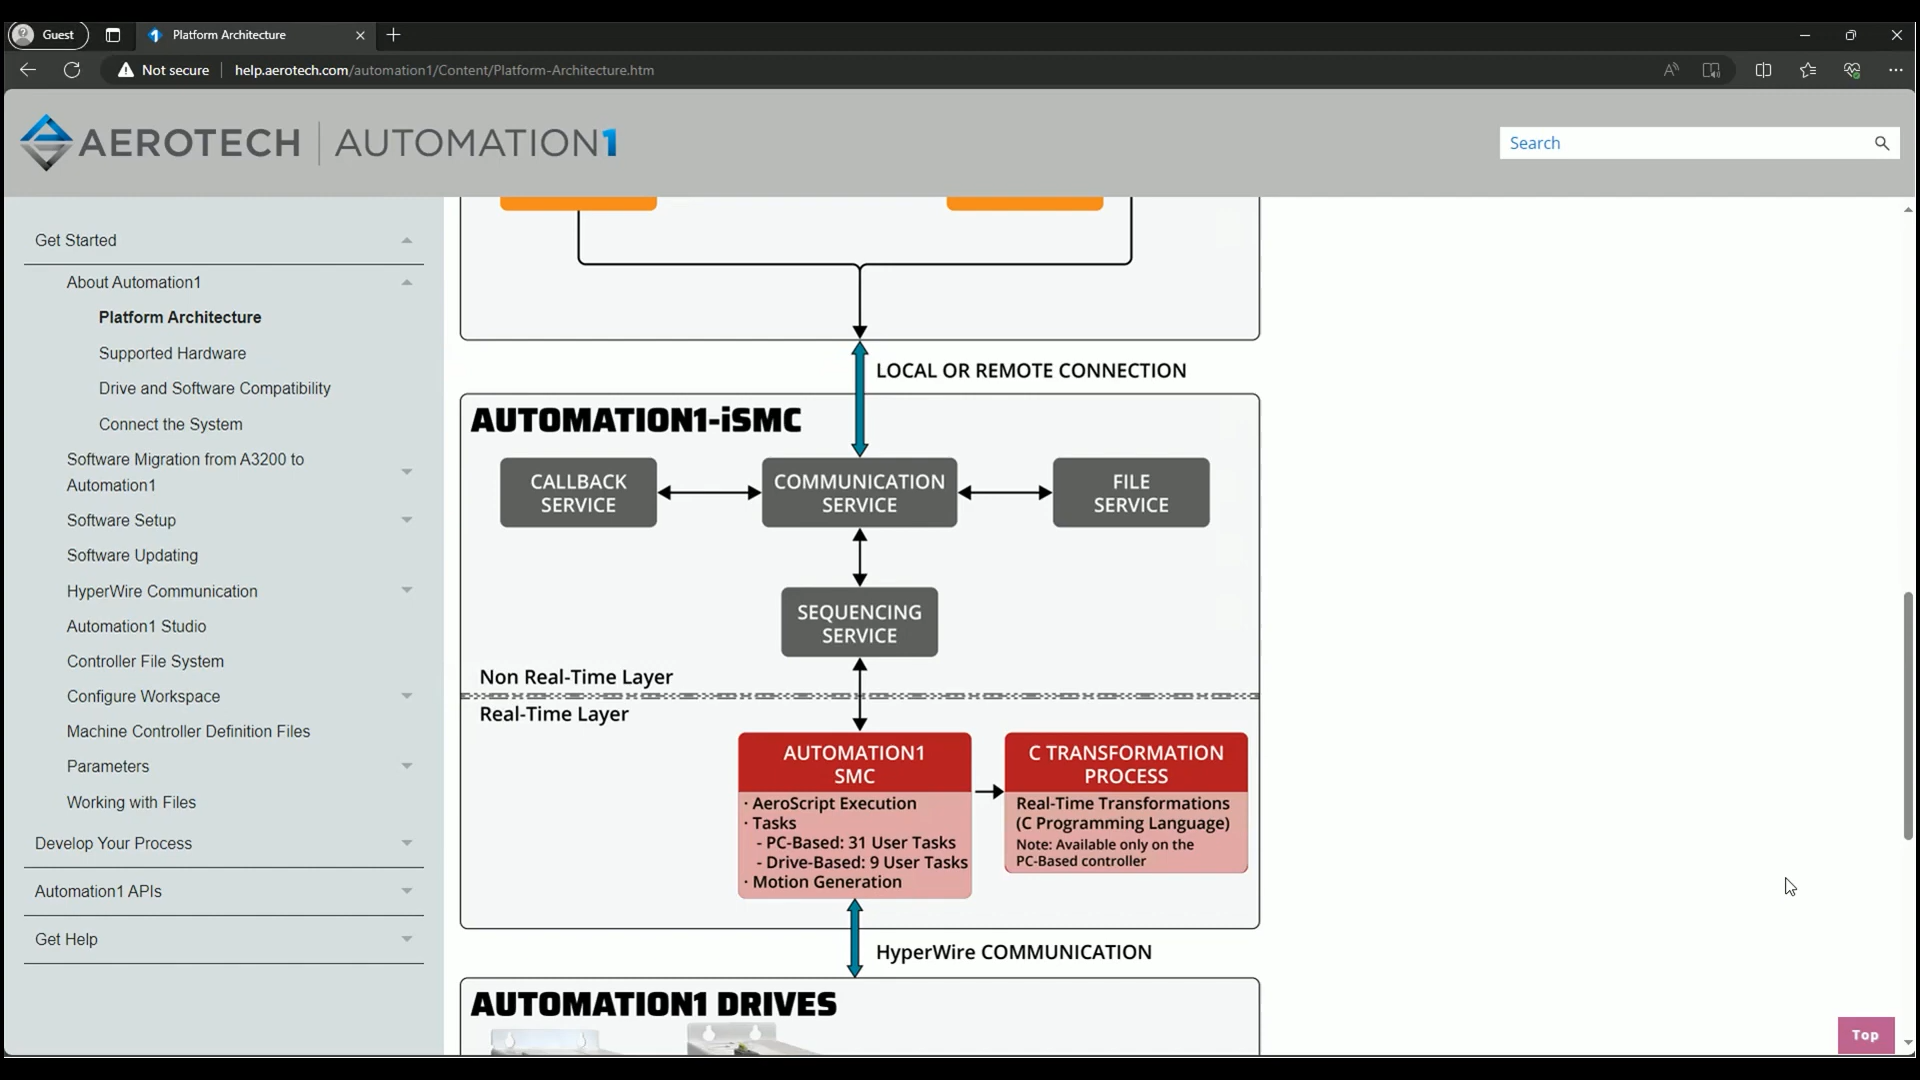 Guest
Platform Architecture
Not secure
help.aerotech.com/automation1/Content/Platform-Architecture.htm
AEROTECH | AUTOMATION1
Search
Get Started
About Automation1
Platform Architecture
Supported Hardware
Drive and Software Compatibility
Connect the System
Software Migration from A3200 to
Automation1
Software Setup
Software Updating
HyperWire Communication
Automation1 Studio
Controller File System
Configure Workspace
Machine Controller Definition Files
Parameters
Working with Files
Develop Your Process
Automation1 APIs
Get Help
LOCAL OR REMOTE CONNECTION
AUTOMATION1-iSMC
CALLBACK
SERVICE
COMMUNICATION
SERVICE
FILE
SERVICE
SEQUENCING
SERVICE
Non Real-Time Layer
Real-Time Layer
AUTOMATION1
SMC
· AeroScript Execution
· Tasks
- PC-Based: 31 User Tasks
- Drive-Based: 9 User Tasks
· Motion Generation
C TRANSFORMATION
PROCESS
Real-Time Transformations
(C Programming Language)
Note: Available only on the
PC-Based controller
HyperWire COMMUNICATION
AUTOMATION1 DRIVES
Top